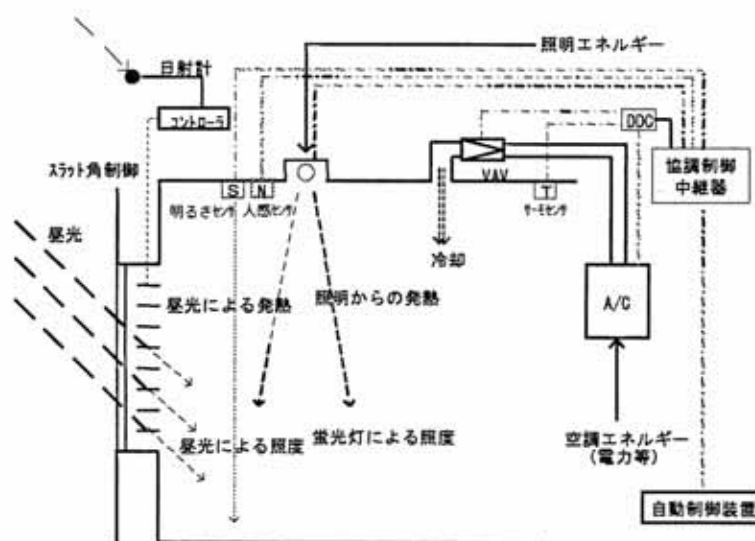 照明エネルギー
日射計
コントローラ
DDC
スラット角制御
協調制御
中継器
VAV
S
N
T
明るさセンサ
人感センサ
サーモセンサ
昼光
冷却
昼光による発熱
照明からの発熱
A/C
昼光による照度
蛍光灯による照度
空調エネルギー
(電力等)
自動制御装置